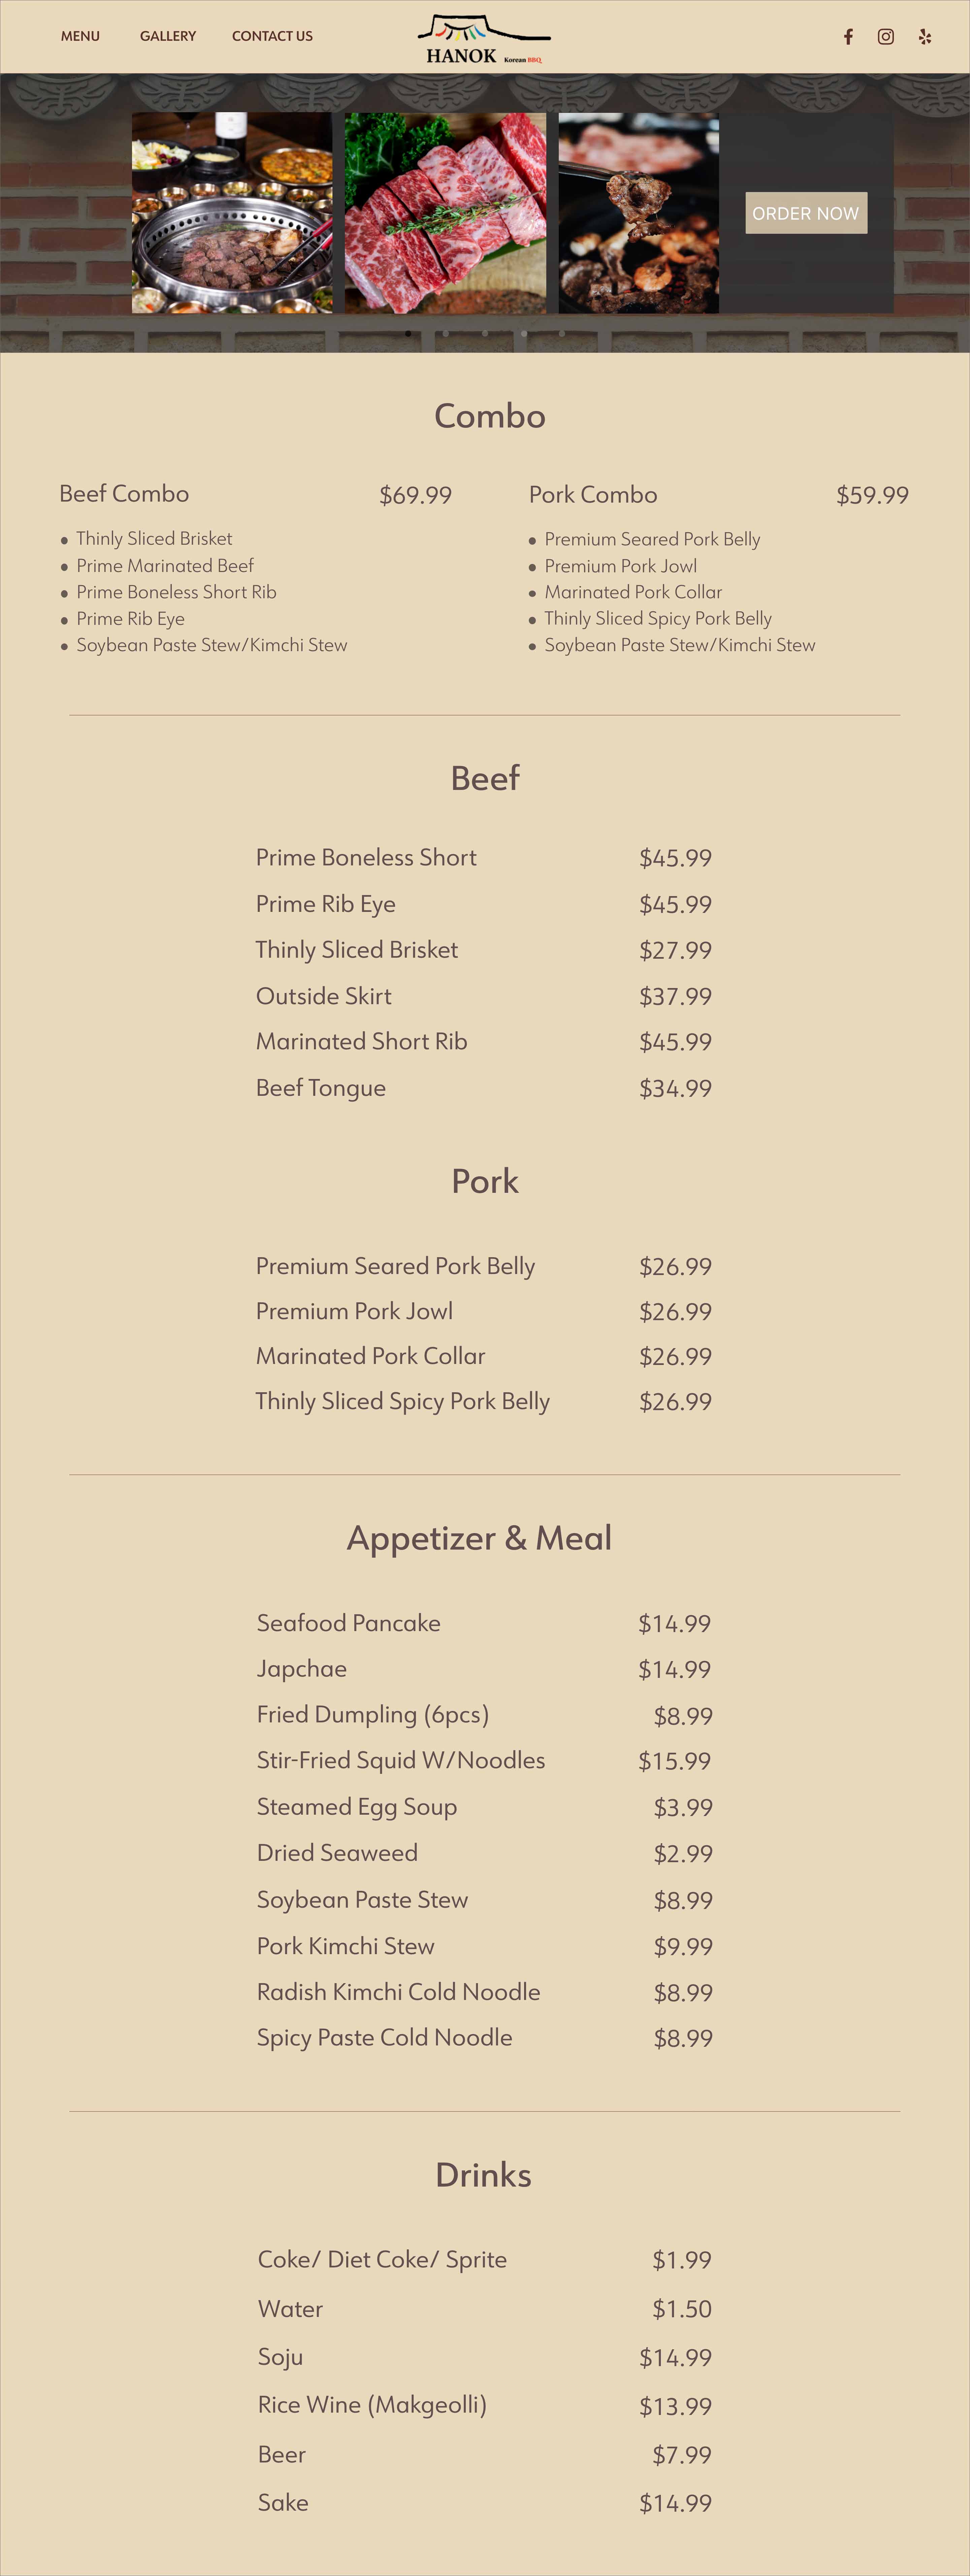 MENU GALLERY CONTACT US
HANOK Korean BBQ
ORDER NOW
Combo
Beef Combo $69.99
Thinly Sliced Brisket
Prime Marinated Beef
Prime Boneless Short Rib
Prime Rib Eye
Soybean Paste Stew/Kimchi Stew
Pork Combo $59.99
Premium Seared Pork Belly
Premium Pork Jowl
Marinated Pork Collar
Thinly Sliced Spicy Pork Belly
Soybean Paste Stew/Kimchi Stew
Beef
Prime Boneless Short $45.99
Prime Rib Eye $45.99
Thinly Sliced Brisket $27.99
Outside Skirt $37.99
Marinated Short Rib $45.99
Beef Tongue $34.99
Pork
Premium Seared Pork Belly $26.99
Premium Pork Jowl $26.99
Marinated Pork Collar $26.99
Thinly Sliced Spicy Pork Belly $26.99
Appetizer & Meal
Seafood Pancake $14.99
Japchae $14.99
Fried Dumpling (6pcs) $8.99
Stir-Fried Squid W/Noodles $15.99
Steamed Egg Soup $3.99
Dried Seaweed $2.99
Soybean Paste Stew $8.99
Pork Kimchi Stew $9.99
Radish Kimchi Cold Noodle $8.99
Spicy Paste Cold Noodle $8.99
Drinks
Coke/ Diet Coke/ Sprite $1.99
Water $1.50
Soju $14.99
Rice Wine (Makgeolli) $13.99
Beer $7.99
Sake $14.99